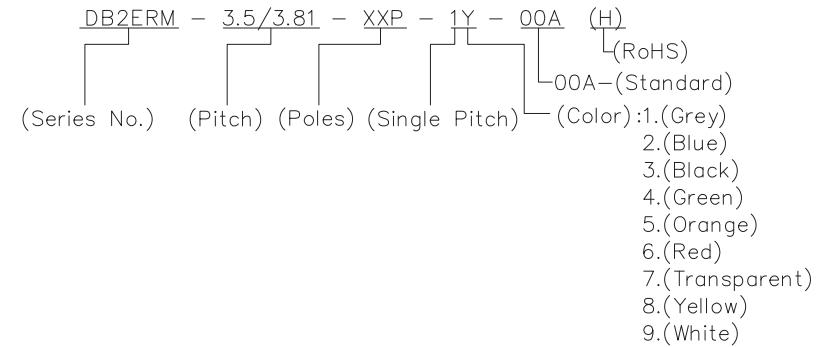 DB2ERM - 3.5/3.81 - XXP - 1Y - 00A (H)
(RoHS)
00A-(Standard)
(Series No.) (Pitch) (Poles) (Single Pitch) (Color):1.(Grey)
2.(Blue)
3.(Black)
4.(Green)
5.(Orange)
6.(Red)
7.(Transparent)
8.(Yellow)
9.(White)